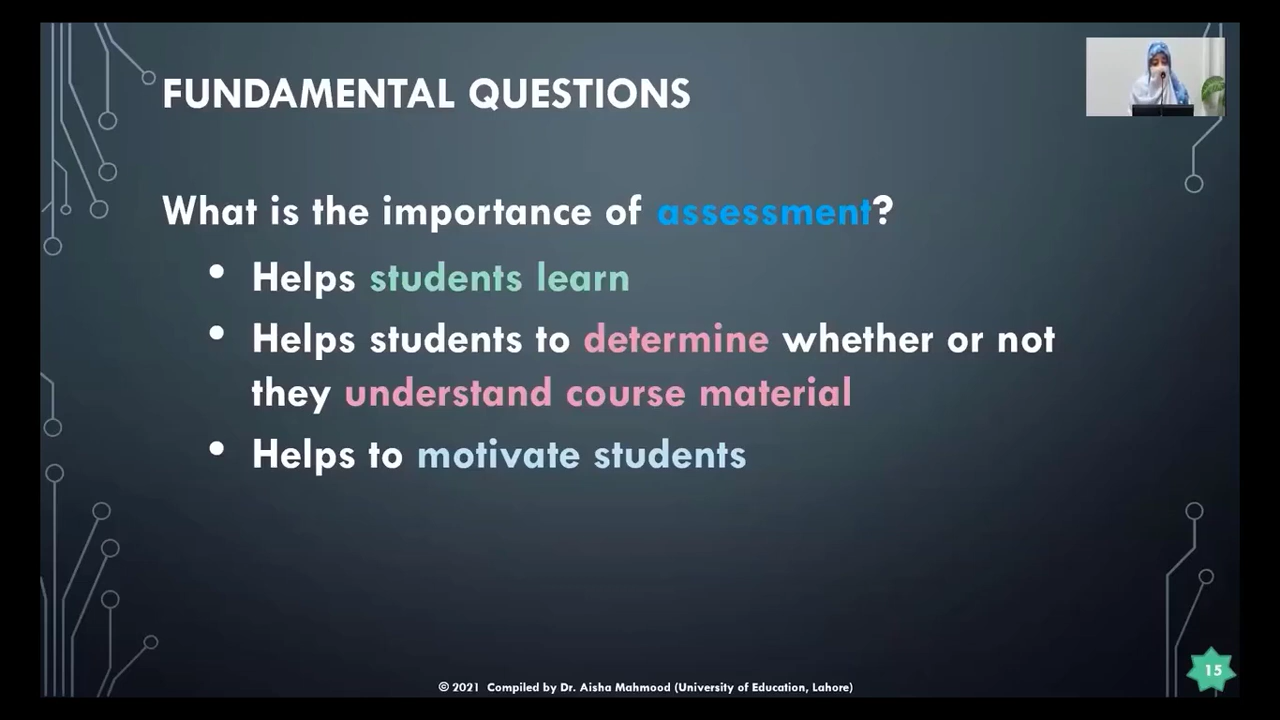 FUNDAMENTAL QUESTIONS
What is the importance of assessment?
• Helps students learn
• Helps students to determine whether or not
they understand course material
• Helps to motivate students
15
© 2021 Compiled by Dr. Aisha Mahmood (University of Education, Lahore)